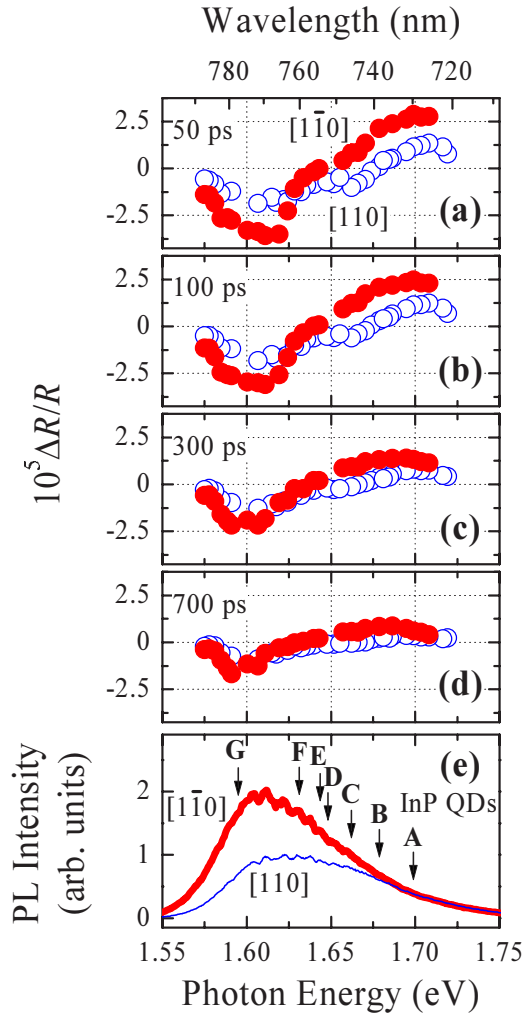 Wavelength (nm)
780 760 740 720
2.5
50 ps
[11̄0]
0
[110]
-2.5
(a)
2.5
100 ps
0
-2.5
(b)
10⁵ΔR/R
2.5
300 ps
0
-2.5
(c)
2.5
700 ps
0
-2.5
(d)
(e)
G F E D C B A
InP QDs
2
[11̄0]
1
[110]
0
PL Intensity
(arb. units)
1.55 1.60 1.65 1.70 1.75
Photon Energy (eV)